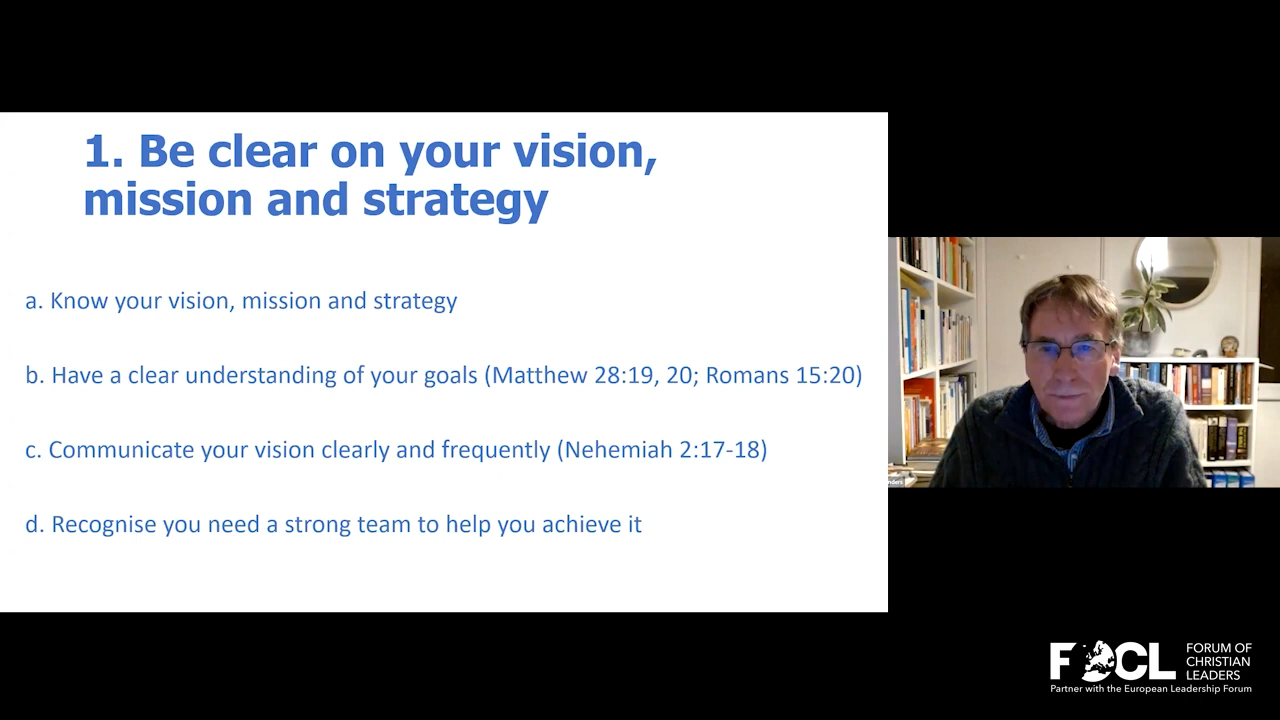 1. Be clear on your vision,
mission and strategy
a. Know your vision, mission and strategy
b. Have a clear understanding of your goals (Matthew 28:19, 20; Romans 15:20)
c. Communicate your vision clearly and frequently (Nehemiah 2:17-18)
d. Recognise you need a strong team to help you achieve it
FOCL
FORUM OF
CHRISTIAN
LEADERS
Partner with the European Leadership Forum